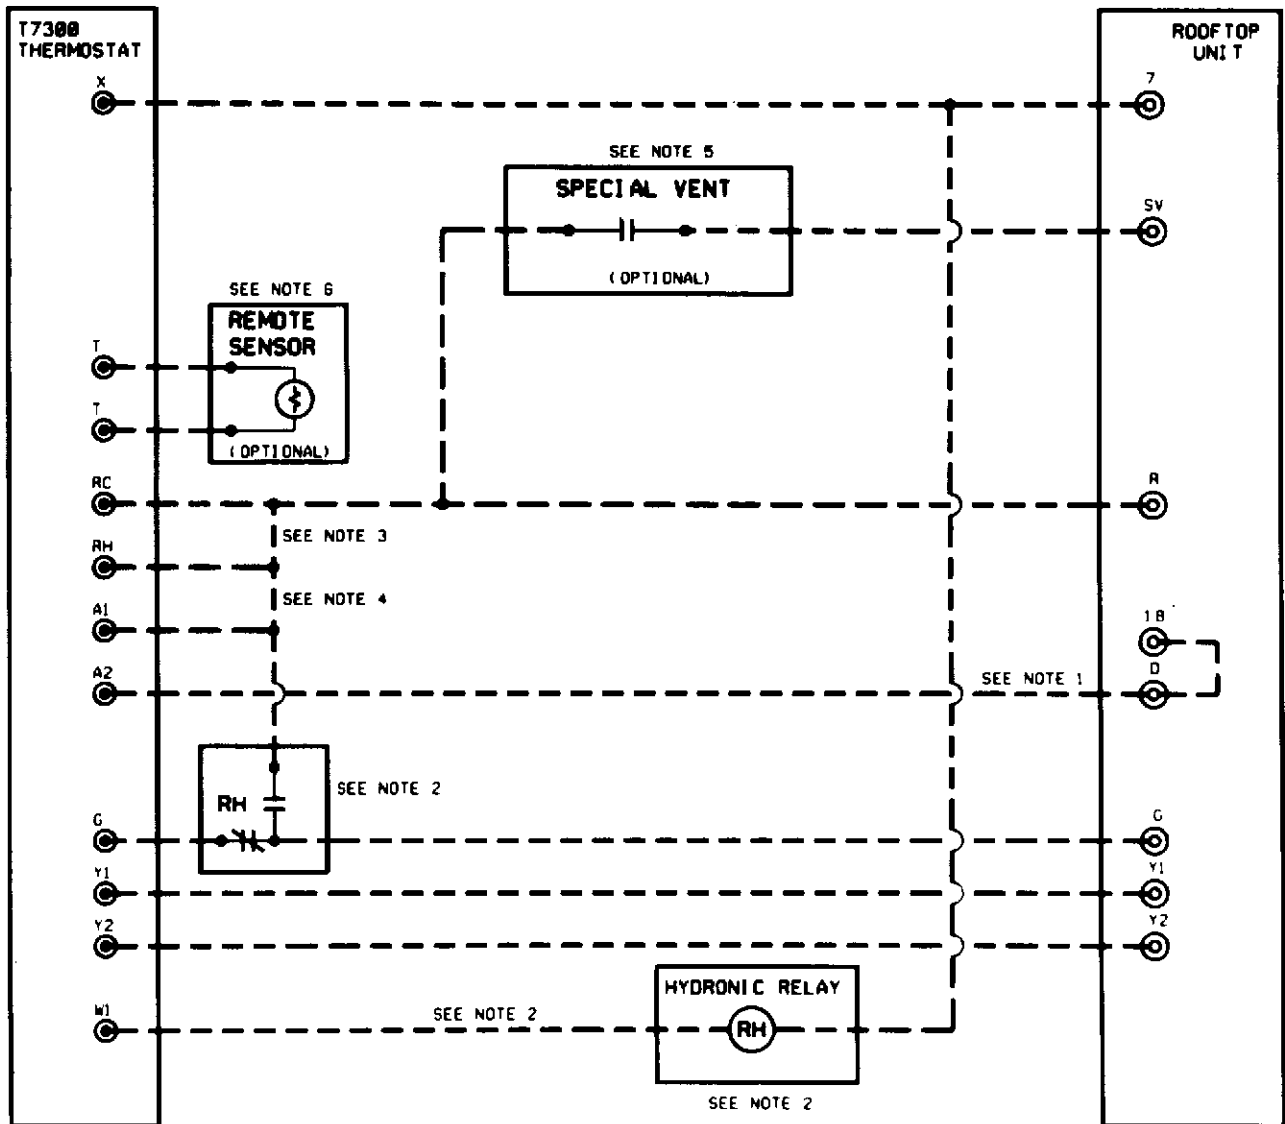 T7300
THERMOSTAT
ROOFTOP
UNIT
X
7
SEE NOTE 5
SPECIAL VENT
(OPTIONAL)
SV
SEE NOTE 6
REMOTE
SENSOR
(OPTIONAL)
T
T
RC
R
SEE NOTE 3
RH
SEE NOTE 4
A1
18
A2
SEE NOTE 1
D
SEE NOTE 2
RH
G
G
Y1
Y1
Y2
Y2
HYDRONIC RELAY
W1
SEE NOTE 2
RH
SEE NOTE 2